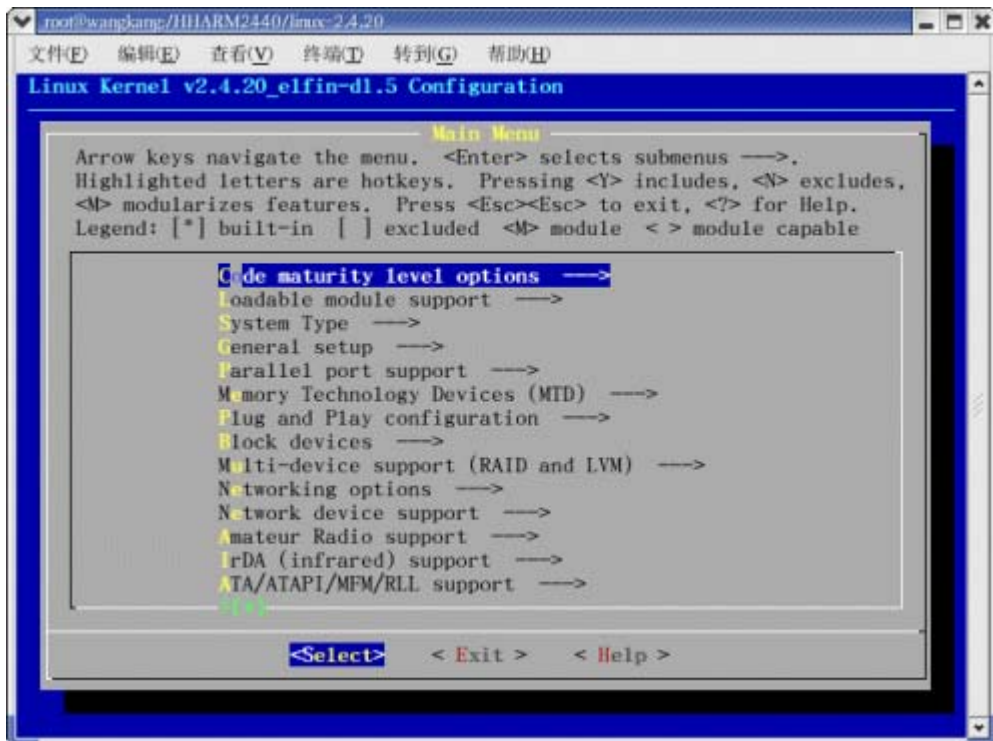 root@wangkang:/HHARM2440/linux-2.4.20
文件(F) 编辑(E) 查看(V) 终端(T) 转到(G) 帮助(H)
Linux Kernel v2.4.20_elfin-d1.5 Configuration
Main Menu
Arrow keys navigate the menu. <Enter> selects submenus --->.
Highlighted letters are hotkeys. Pressing <Y> includes, <N> excludes,
<M> modularizes features. Press <Esc><Esc> to exit, <?> for Help.
Legend: [*] built-in [ ] excluded <M> module < > module capable
Code maturity level options --->
Loadable module support --->
System Type --->
General setup --->
Parallel port support --->
Memory Technology Devices (MTD) --->
Plug and Play configuration --->
Block devices --->
Multi-device support (RAID and LVM) --->
Networking options --->
Network device support --->
Amateur Radio support --->
IrDA (infrared) support --->
ATA/ATAPI/MFM/RLL support --->
<Select> < Exit > < Help >